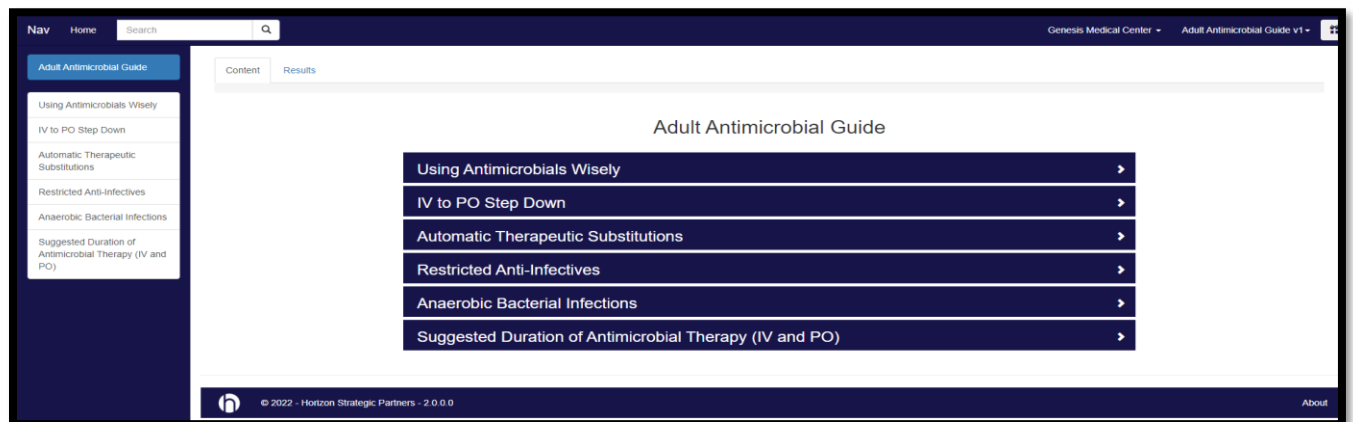 Nav Home Search Genesis Medical Center Adult Antimicrobial Guide v1
Adult Antimicrobial Guide
Using Antimicrobials Wisely
IV to PO Step Down
Automatic Therapeutic
Substitutions
Restricted Anti-Infectives
Anaerobic Bacterial Infections
Suggested Duration of
Antimicrobial Therapy (IV and
PO)
Content Results
Adult Antimicrobial Guide
Using Antimicrobials Wisely
IV to PO Step Down
Automatic Therapeutic Substitutions
Restricted Anti-Infectives
Anaerobic Bacterial Infections
Suggested Duration of Antimicrobial Therapy (IV and PO)
© 2022 - Horizon Strategic Partners - 2.0.0.0 About